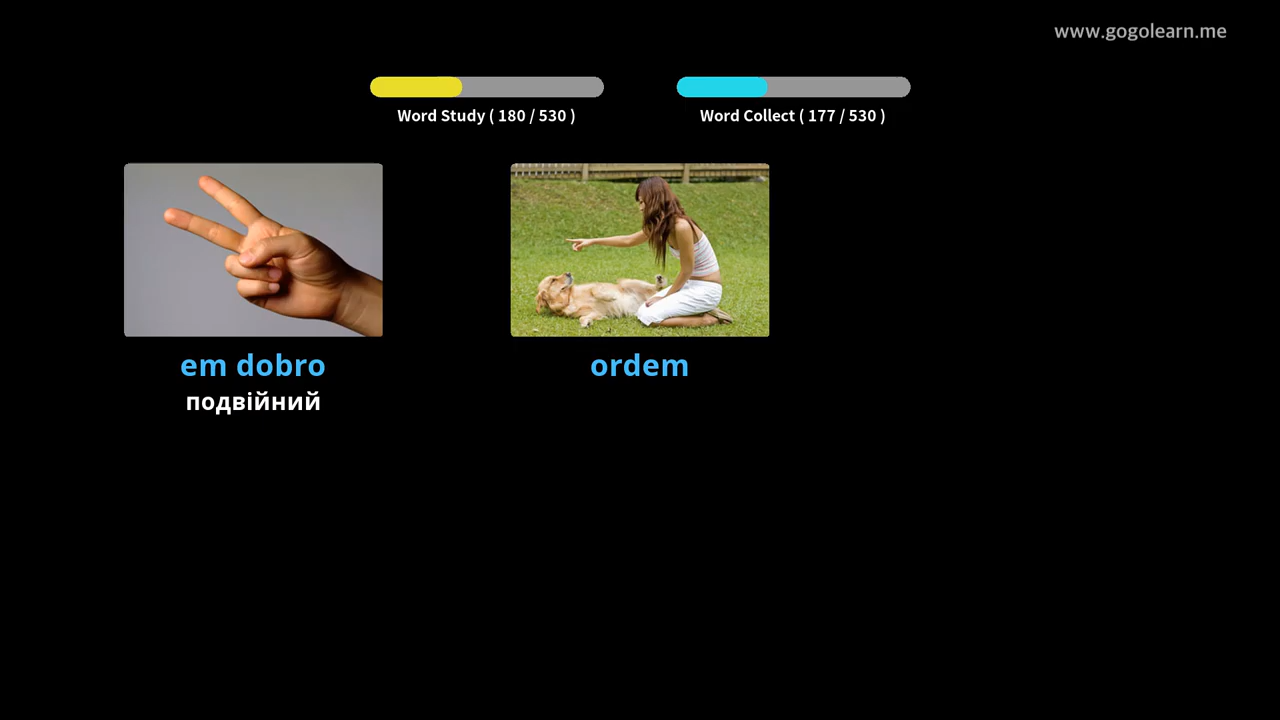 www.gogolearn.me
Word Study ( 180 / 530 )
Word Collect ( 177 / 530 )
em dobro
подвійний
ordem